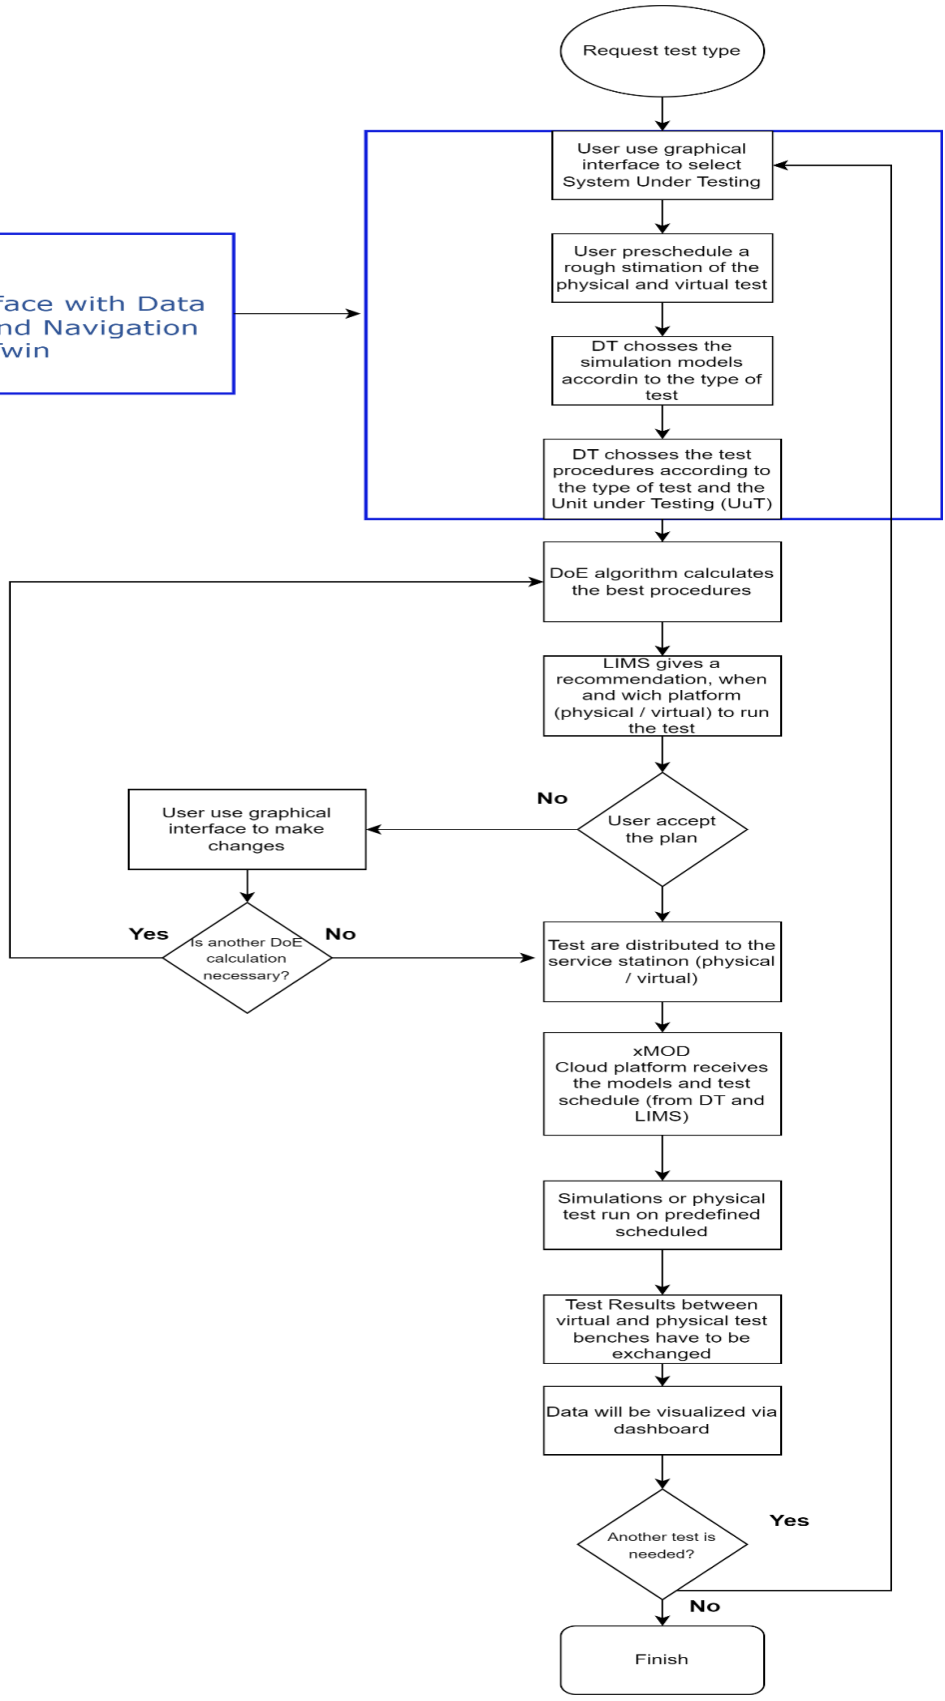 Request test type
User use graphical
interface to select
System Under Testing
User preschedule a
rough stimation of the
physical and virtual test
face with Data
nd Navigation
Twin
DT chosses the
simulation models
accordin to the type of
test
DT chosses the test
procedures according to
the type of test and the
Unit under Testing (UuT)
DoE algorithm calculates
the best procedures
LIMS gives a
recommendation, when
and wich platform
(physical / virtual) to run
the test
No
User accept
the plan
User use graphical
interface to make
changes
Yes
Is another DoE
calculation
necessary?
No
Test are distributed to the
service statinon (physical
/ virtual)
xMOD
Cloud platform receives
the models and test
schedule (from DT and
LIMS)
Simulations or physical
test run on predefined
scheduled
Test Results between
virtual and physical test
benches have to be
exchanged
Data will be visualized via
dashboard
Another test is
needed?
Yes
No
Finish